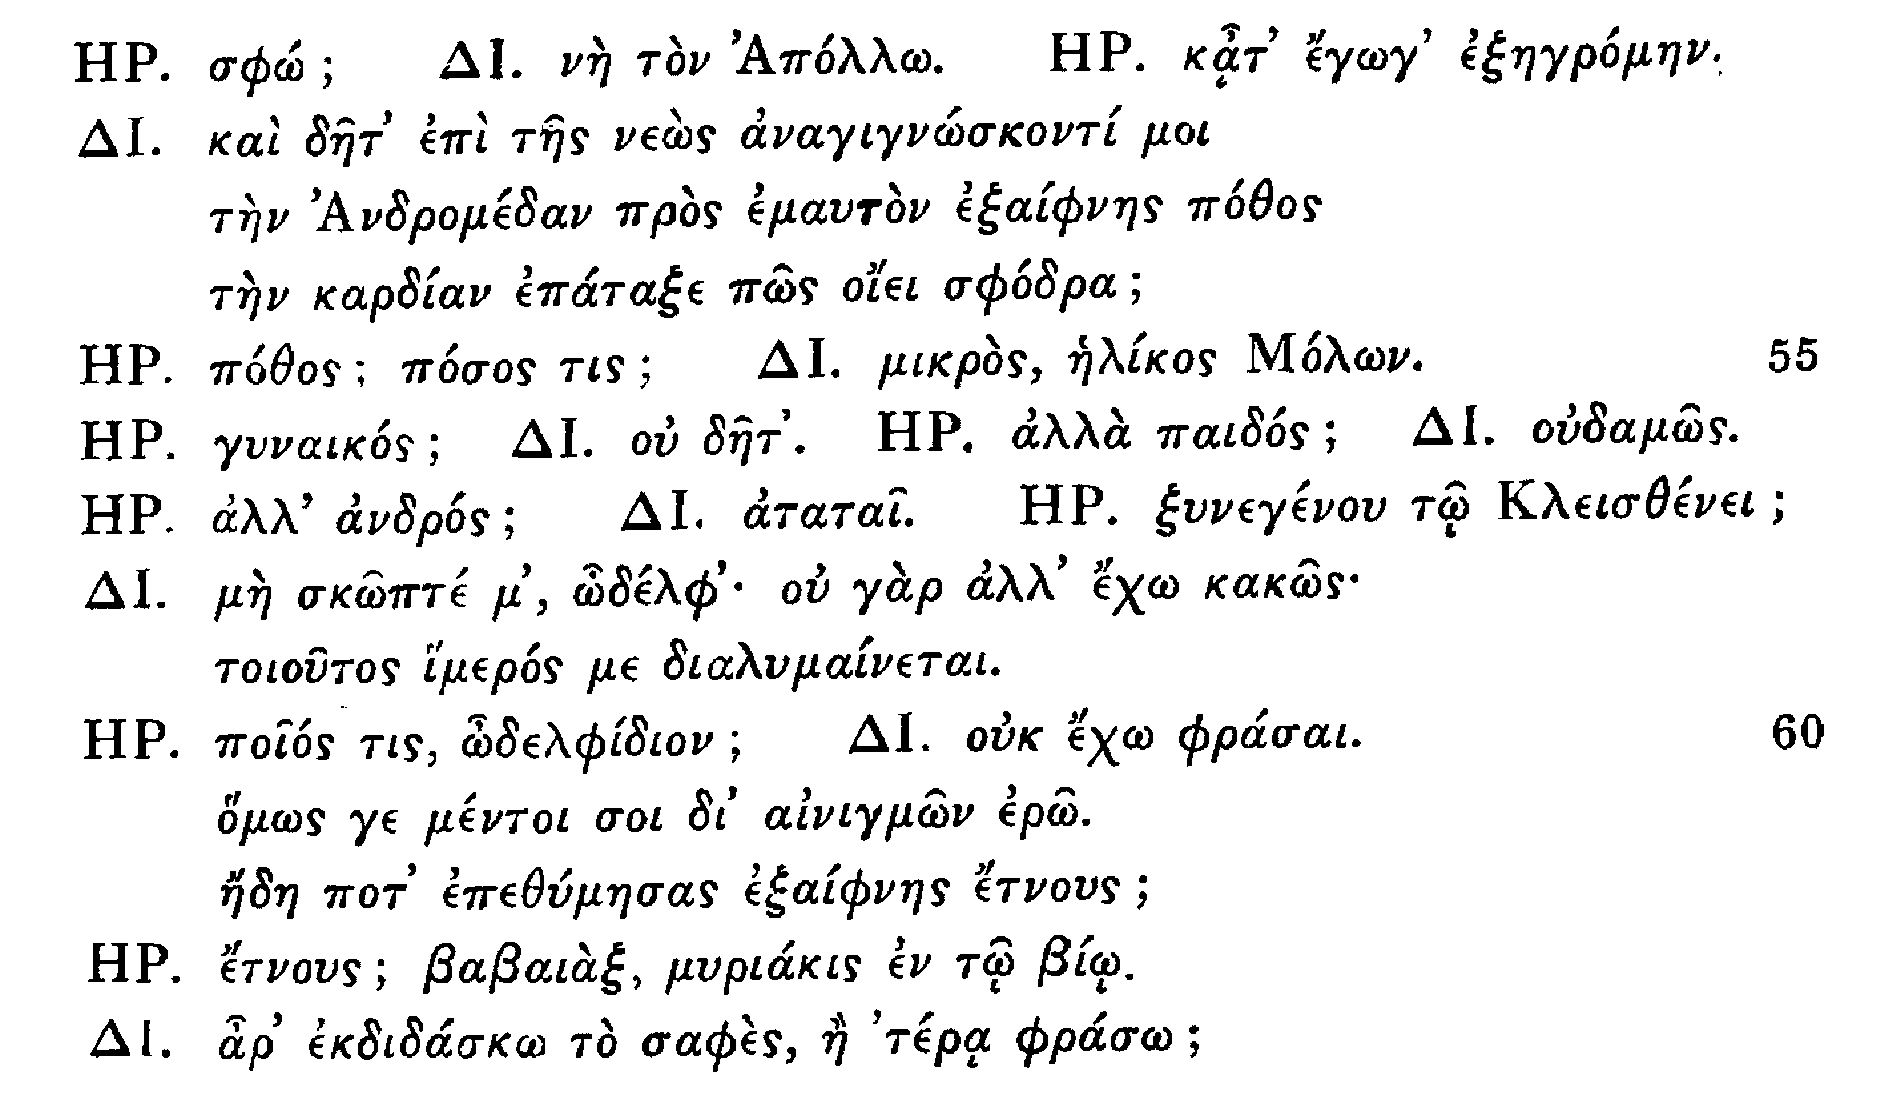 ΗΡ. σφώ; ΔΙ. νὴ τὸν Ἀπόλλω. ΗΡ. κᾆτ’ ἔγωγ’ ἐξηγρόμην.
ΔΙ. καὶ δῆτ’ ἐπὶ τῆς νεὼς ἀναγιγνώσκοντί μοι
τὴν Ἀνδρομέδαν πρὸς ἐμαυτὸν ἐξαίφνης πόθος
τὴν καρδίαν ἐπάταξε πῶς οἴει σφόδρα;
ΗΡ. πόθος; πόσος τις; ΔΙ. μικρὸς, ἡλίκος Μόλων. 55
ΗΡ. γυναικός; ΔΙ. οὐ δῆτ’. ΗΡ. ἀλλὰ παιδός; ΔΙ. οὐδαμῶς.
ΗΡ. ἀλλ’ ἀνδρός; ΔΙ. ἀταταῖ. ΗΡ. ξυνεγένου τῷ Κλεισθένει;
ΔΙ. μὴ σκῶπτέ μ’, ὦδέλφ’· οὐ γὰρ ἀλλ’ ἔχω κακῶς·
τοιοῦτος ἵμερός με διαλυμαίνεται.
ΗΡ. ποῖός τις, ὦδελφίδιον; ΔΙ. οὐκ ἔχω φράσαι. 60
ὅμως γε μέντοι σοι δι’ αἰνιγμῶν ἐρῶ.
ἤδη ποτ’ ἐπεθύμησας ἐξαίφνης ἔτνους;
ΗΡ. ἔτνους; βαβαιὰξ, μυριάκις ἐν τῷ βίῳ.
ΔΙ. ἆρ’ ἐκδιδάσκω τὸ σαφὲς, ἢ ’τέρᾳ φράσω;